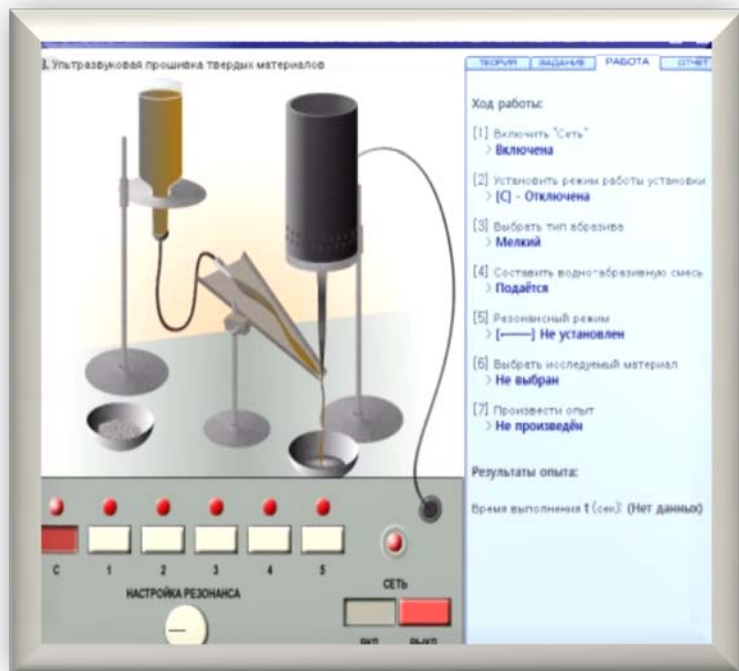 3. Ультразвуковая прошивка твердых материалов
ТЕОРИЯ
ЗАДАНИЕ
РАБОТА
ОТЧЕТ
Ход работы:
[1] Включить "Сеть"
> Включена
[2] Установить режим работы установки
> [С] - Отключена
[3] Выбрать тип абразива
> Мелкий
[4] Составить водно-абразивную смесь
> Подаётся
[5] Резонансный режим
> [-----] Не установлен
[6] Выбрать исследуемый материал
> Не выбран
[7] Произвести опыт
> Не произведён
Результаты опыта:
Время выполнения t (сек): (Нет данных)
С 1 2 3 4 5
НАСТРОЙКА РЕЗОНАНСА
СЕТЬ
ВКЛ ВЫКЛ